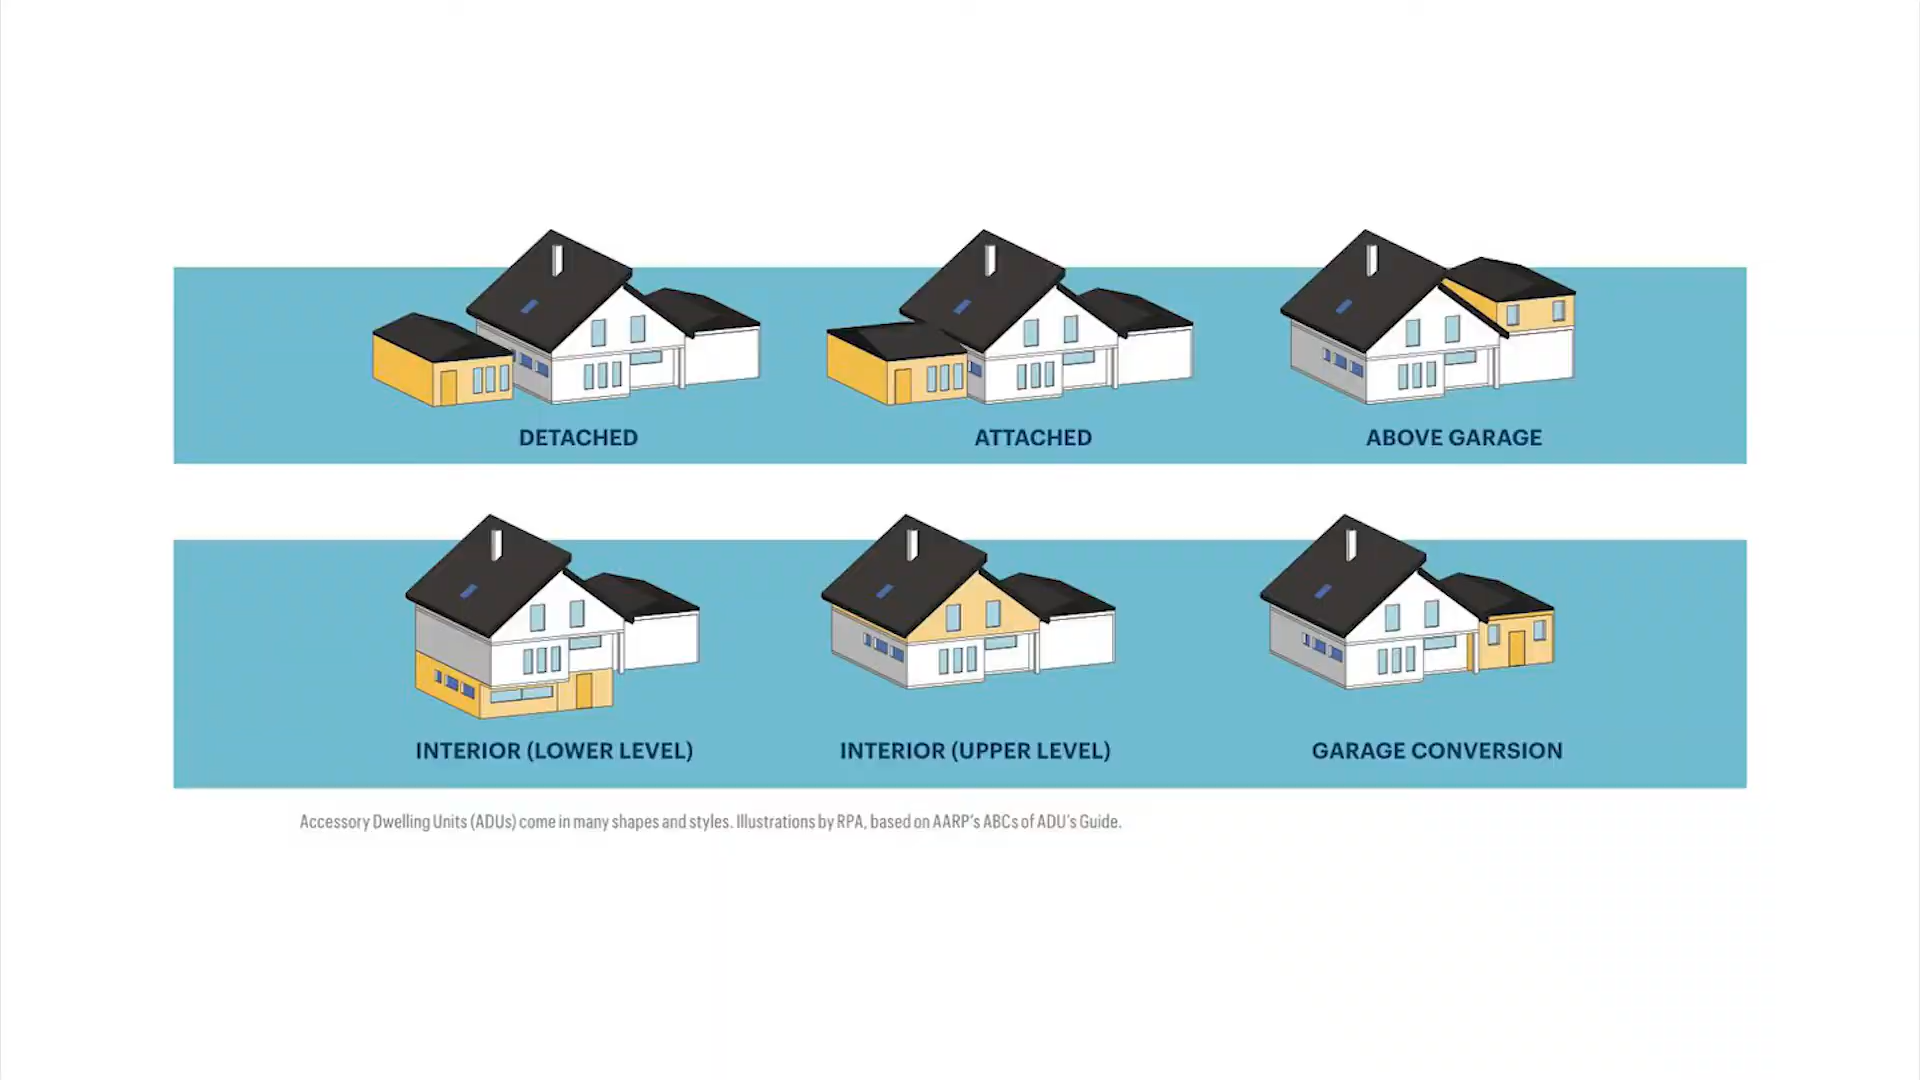 DETACHED
ATTACHED
ABOVE GARAGE
INTERIOR (LOWER LEVEL)
INTERIOR (UPPER LEVEL)
GARAGE CONVERSION
Accessory Dwelling Units (ADUs) come in many shapes and styles. Illustrations by RPA, based on AARP's ABCs of ADU's Guide.